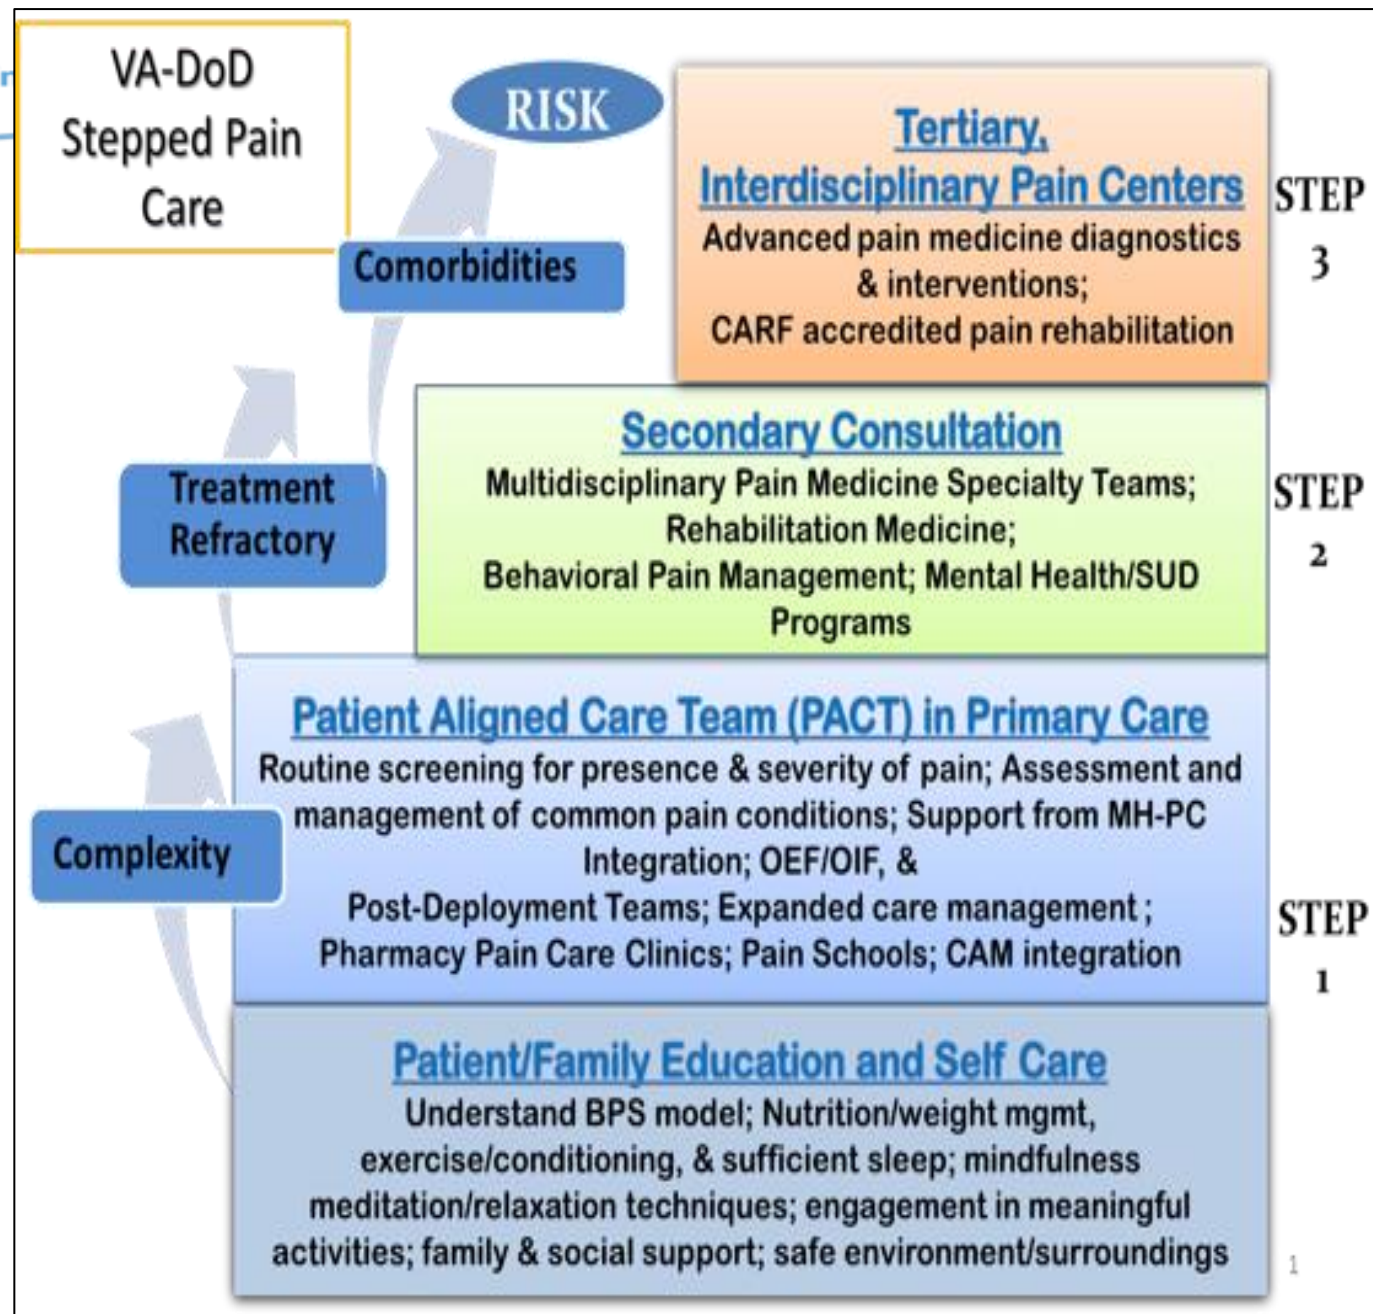 VA-DoD
Stepped Pain
Care
RISK
Comorbidities
Treatment
Refractory
Complexity
Tertiary,
Interdisciplinary Pain Centers
Advanced pain medicine diagnostics
& interventions;
CARF accredited pain rehabilitation
STEP
3
Secondary Consultation
Multidisciplinary Pain Medicine Specialty Teams;
Rehabilitation Medicine;
Behavioral Pain Management; Mental Health/SUD
Programs
STEP
2
Patient Aligned Care Team (PACT) in Primary Care
Routine screening for presence & severity of pain; Assessment and
management of common pain conditions; Support from MH-PC
Integration; OEF/OIF, &
Post-Deployment Teams; Expanded care management ;
Pharmacy Pain Care Clinics; Pain Schools; CAM integration
STEP
1
Patient/Family Education and Self Care
Understand BPS model; Nutrition/weight mgmt,
exercise/conditioning, & sufficient sleep; mindfulness
meditation/relaxation techniques; engagement in meaningful
activities; family & social support; safe environment/surroundings
1